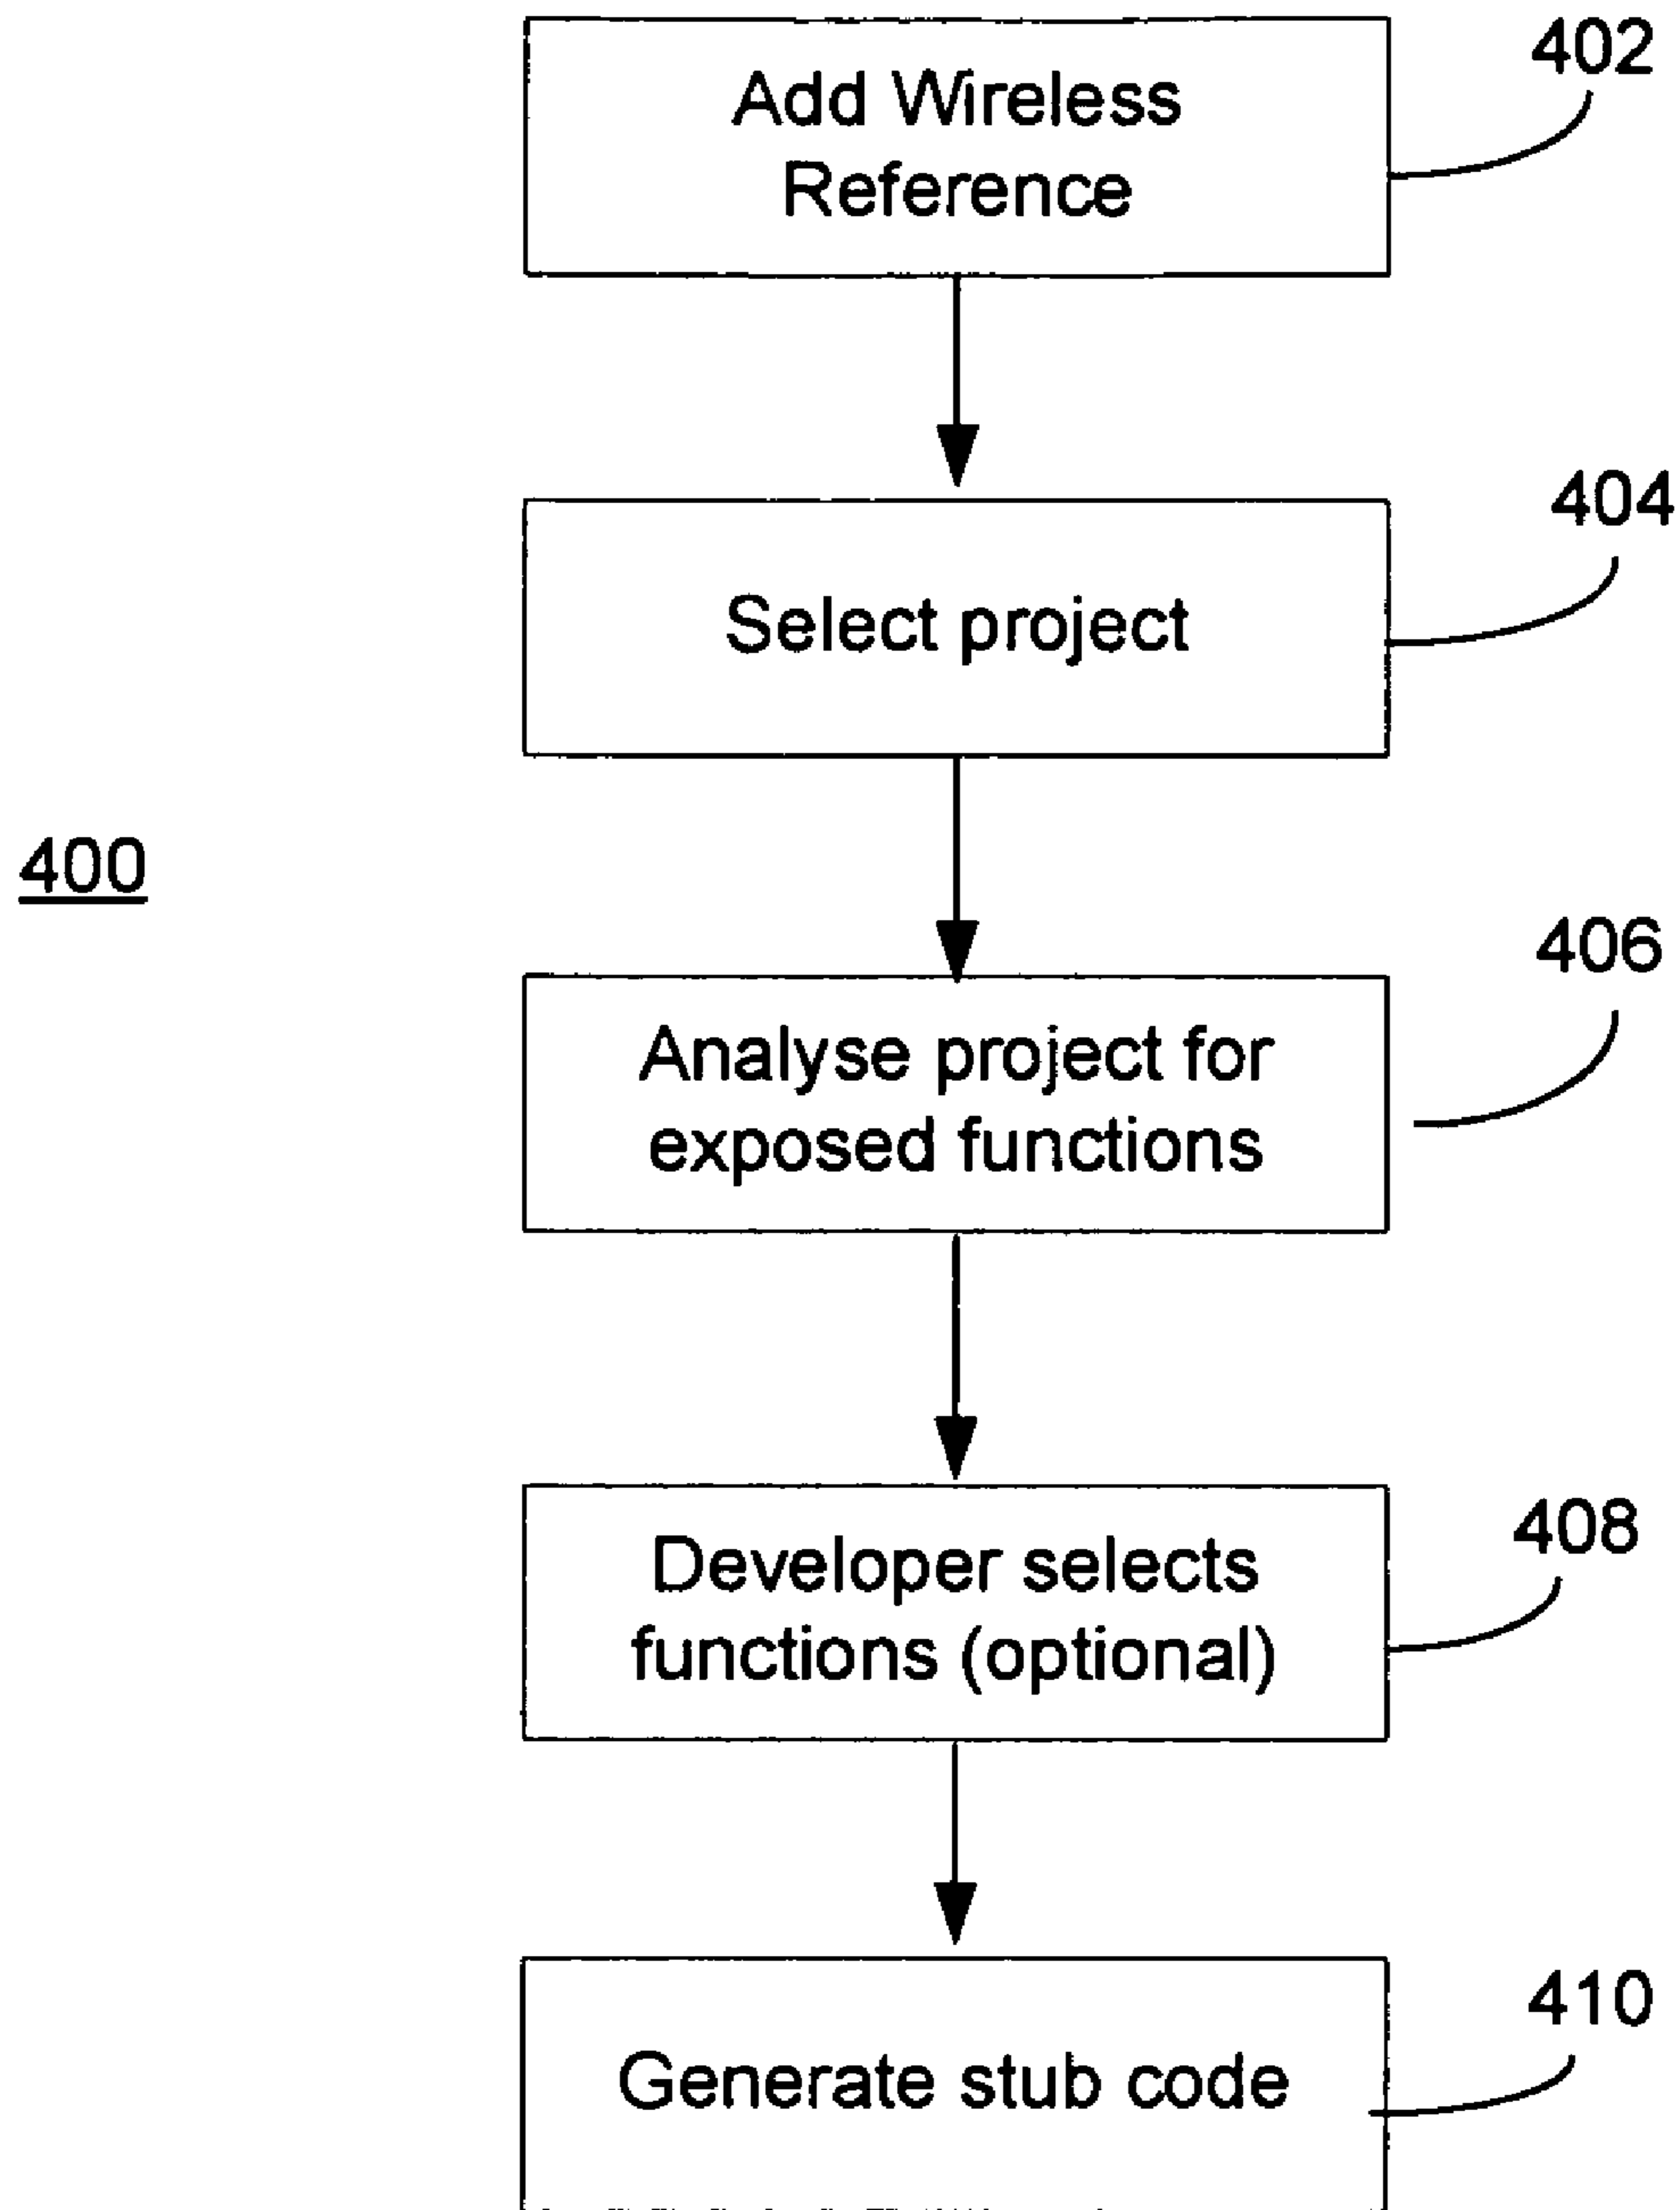 Add Wireless
Reference
402
Select project
404
400
Analyse project for
exposed functions
406
Developer selects
functions (optional)
408
Generate stub code
410